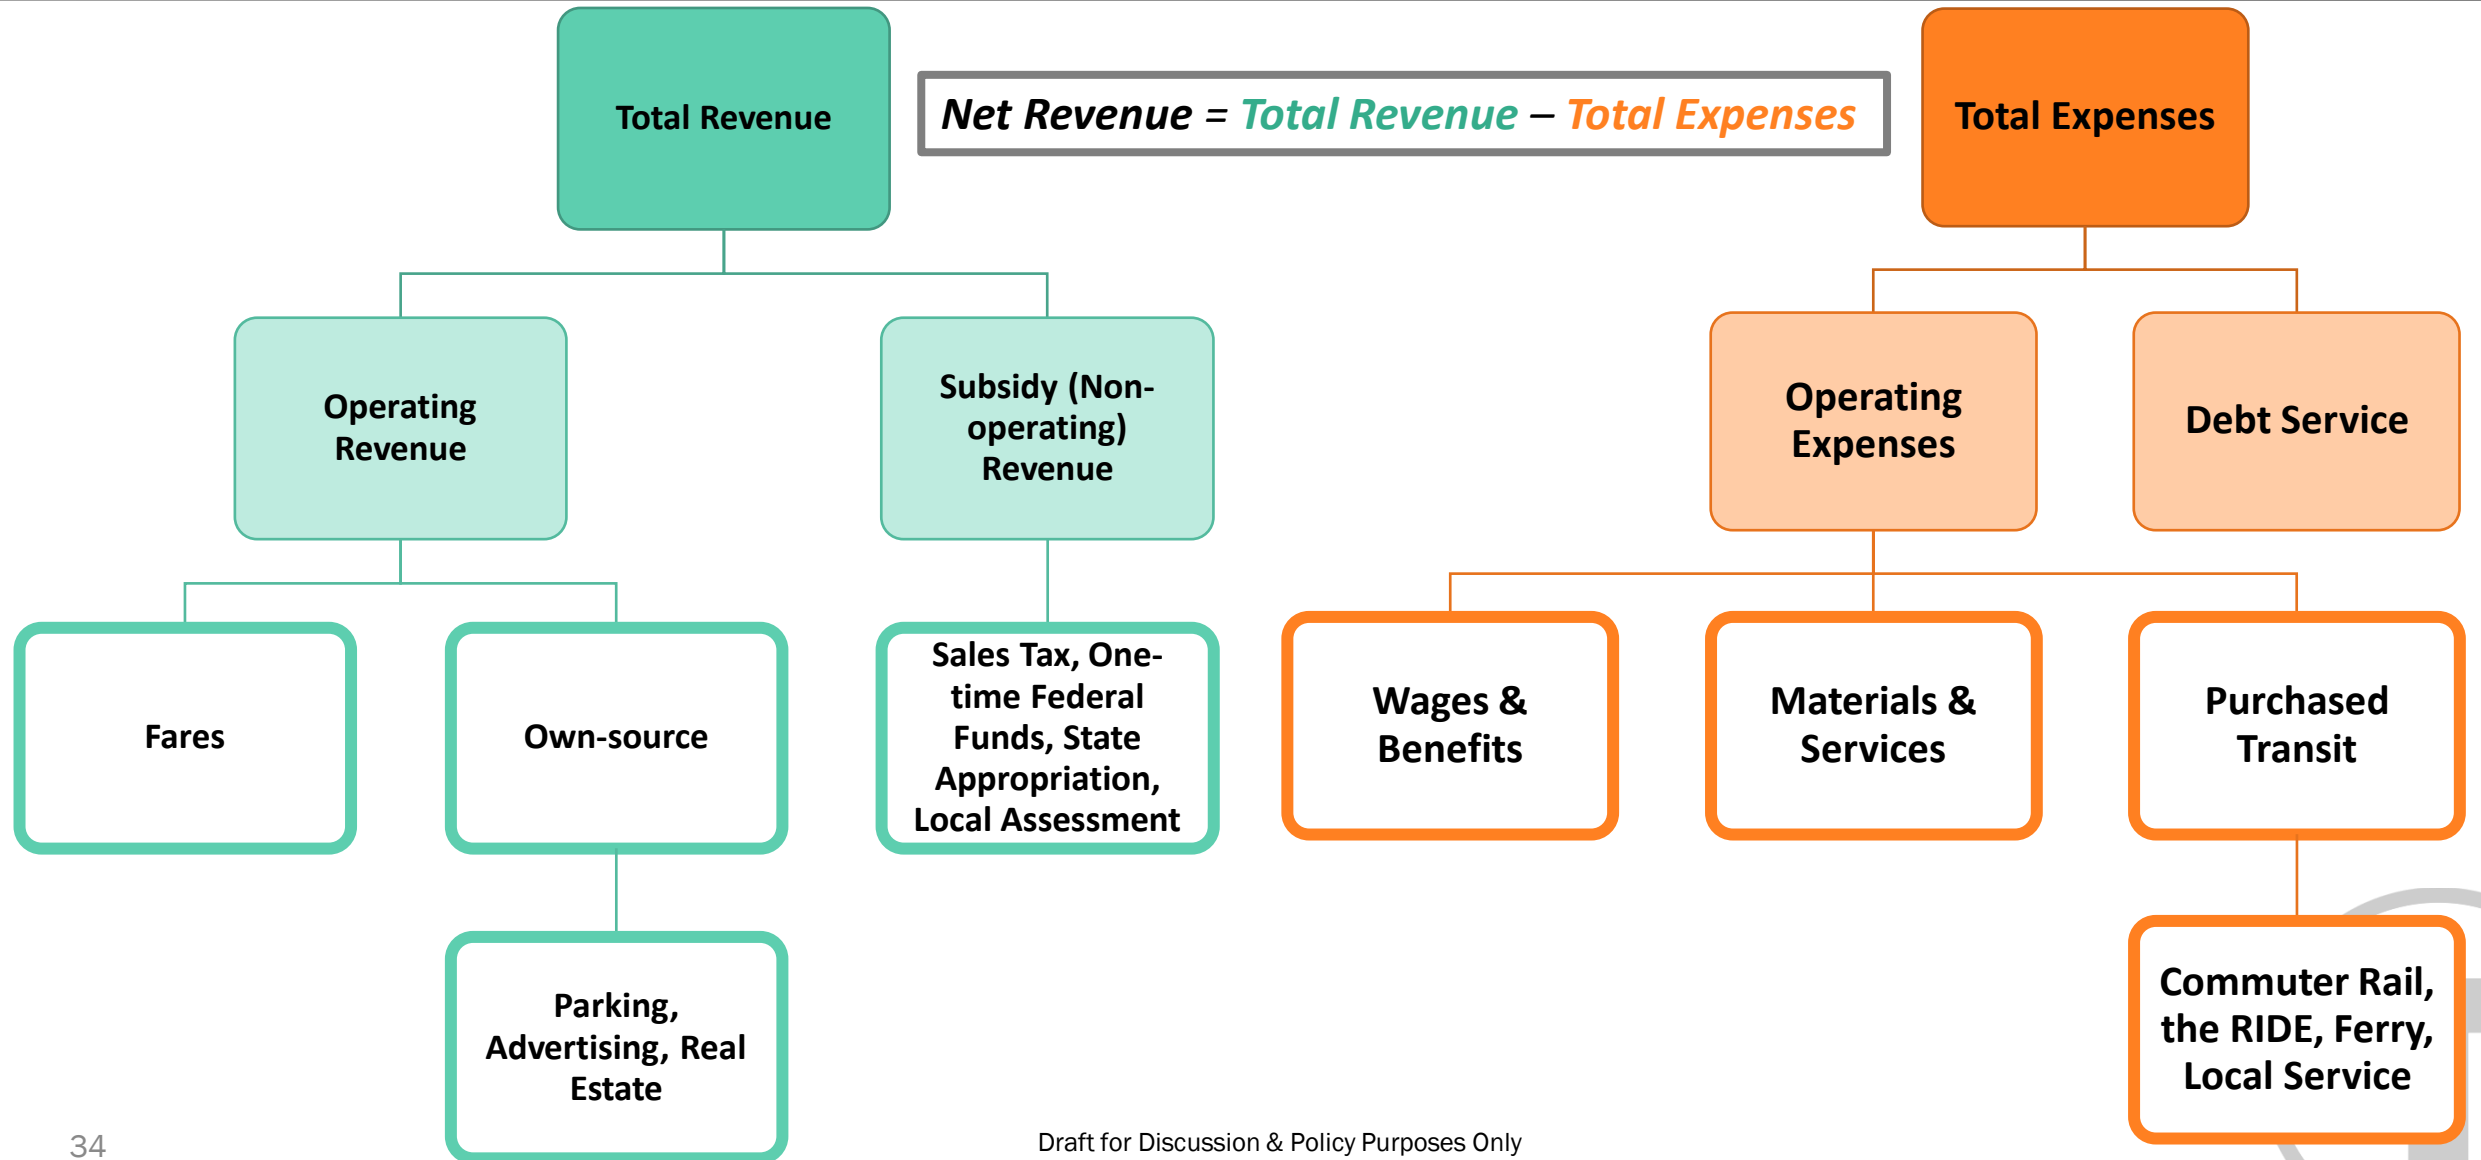 Total Revenue
Net Revenue = Total Revenue – Total Expenses
Total Expenses
Operating
Revenue
Subsidy (Non-
operating)
Revenue
Operating
Expenses
Debt Service
Fares
Own-source
Sales Tax, One-
time Federal
Funds, State
Appropriation,
Local Assessment
Wages &
Benefits
Materials &
Services
Purchased
Transit
Parking,
Advertising, Real
Estate
Commuter Rail,
the RIDE, Ferry,
Local Service
34
Draft for Discussion & Policy Purposes Only